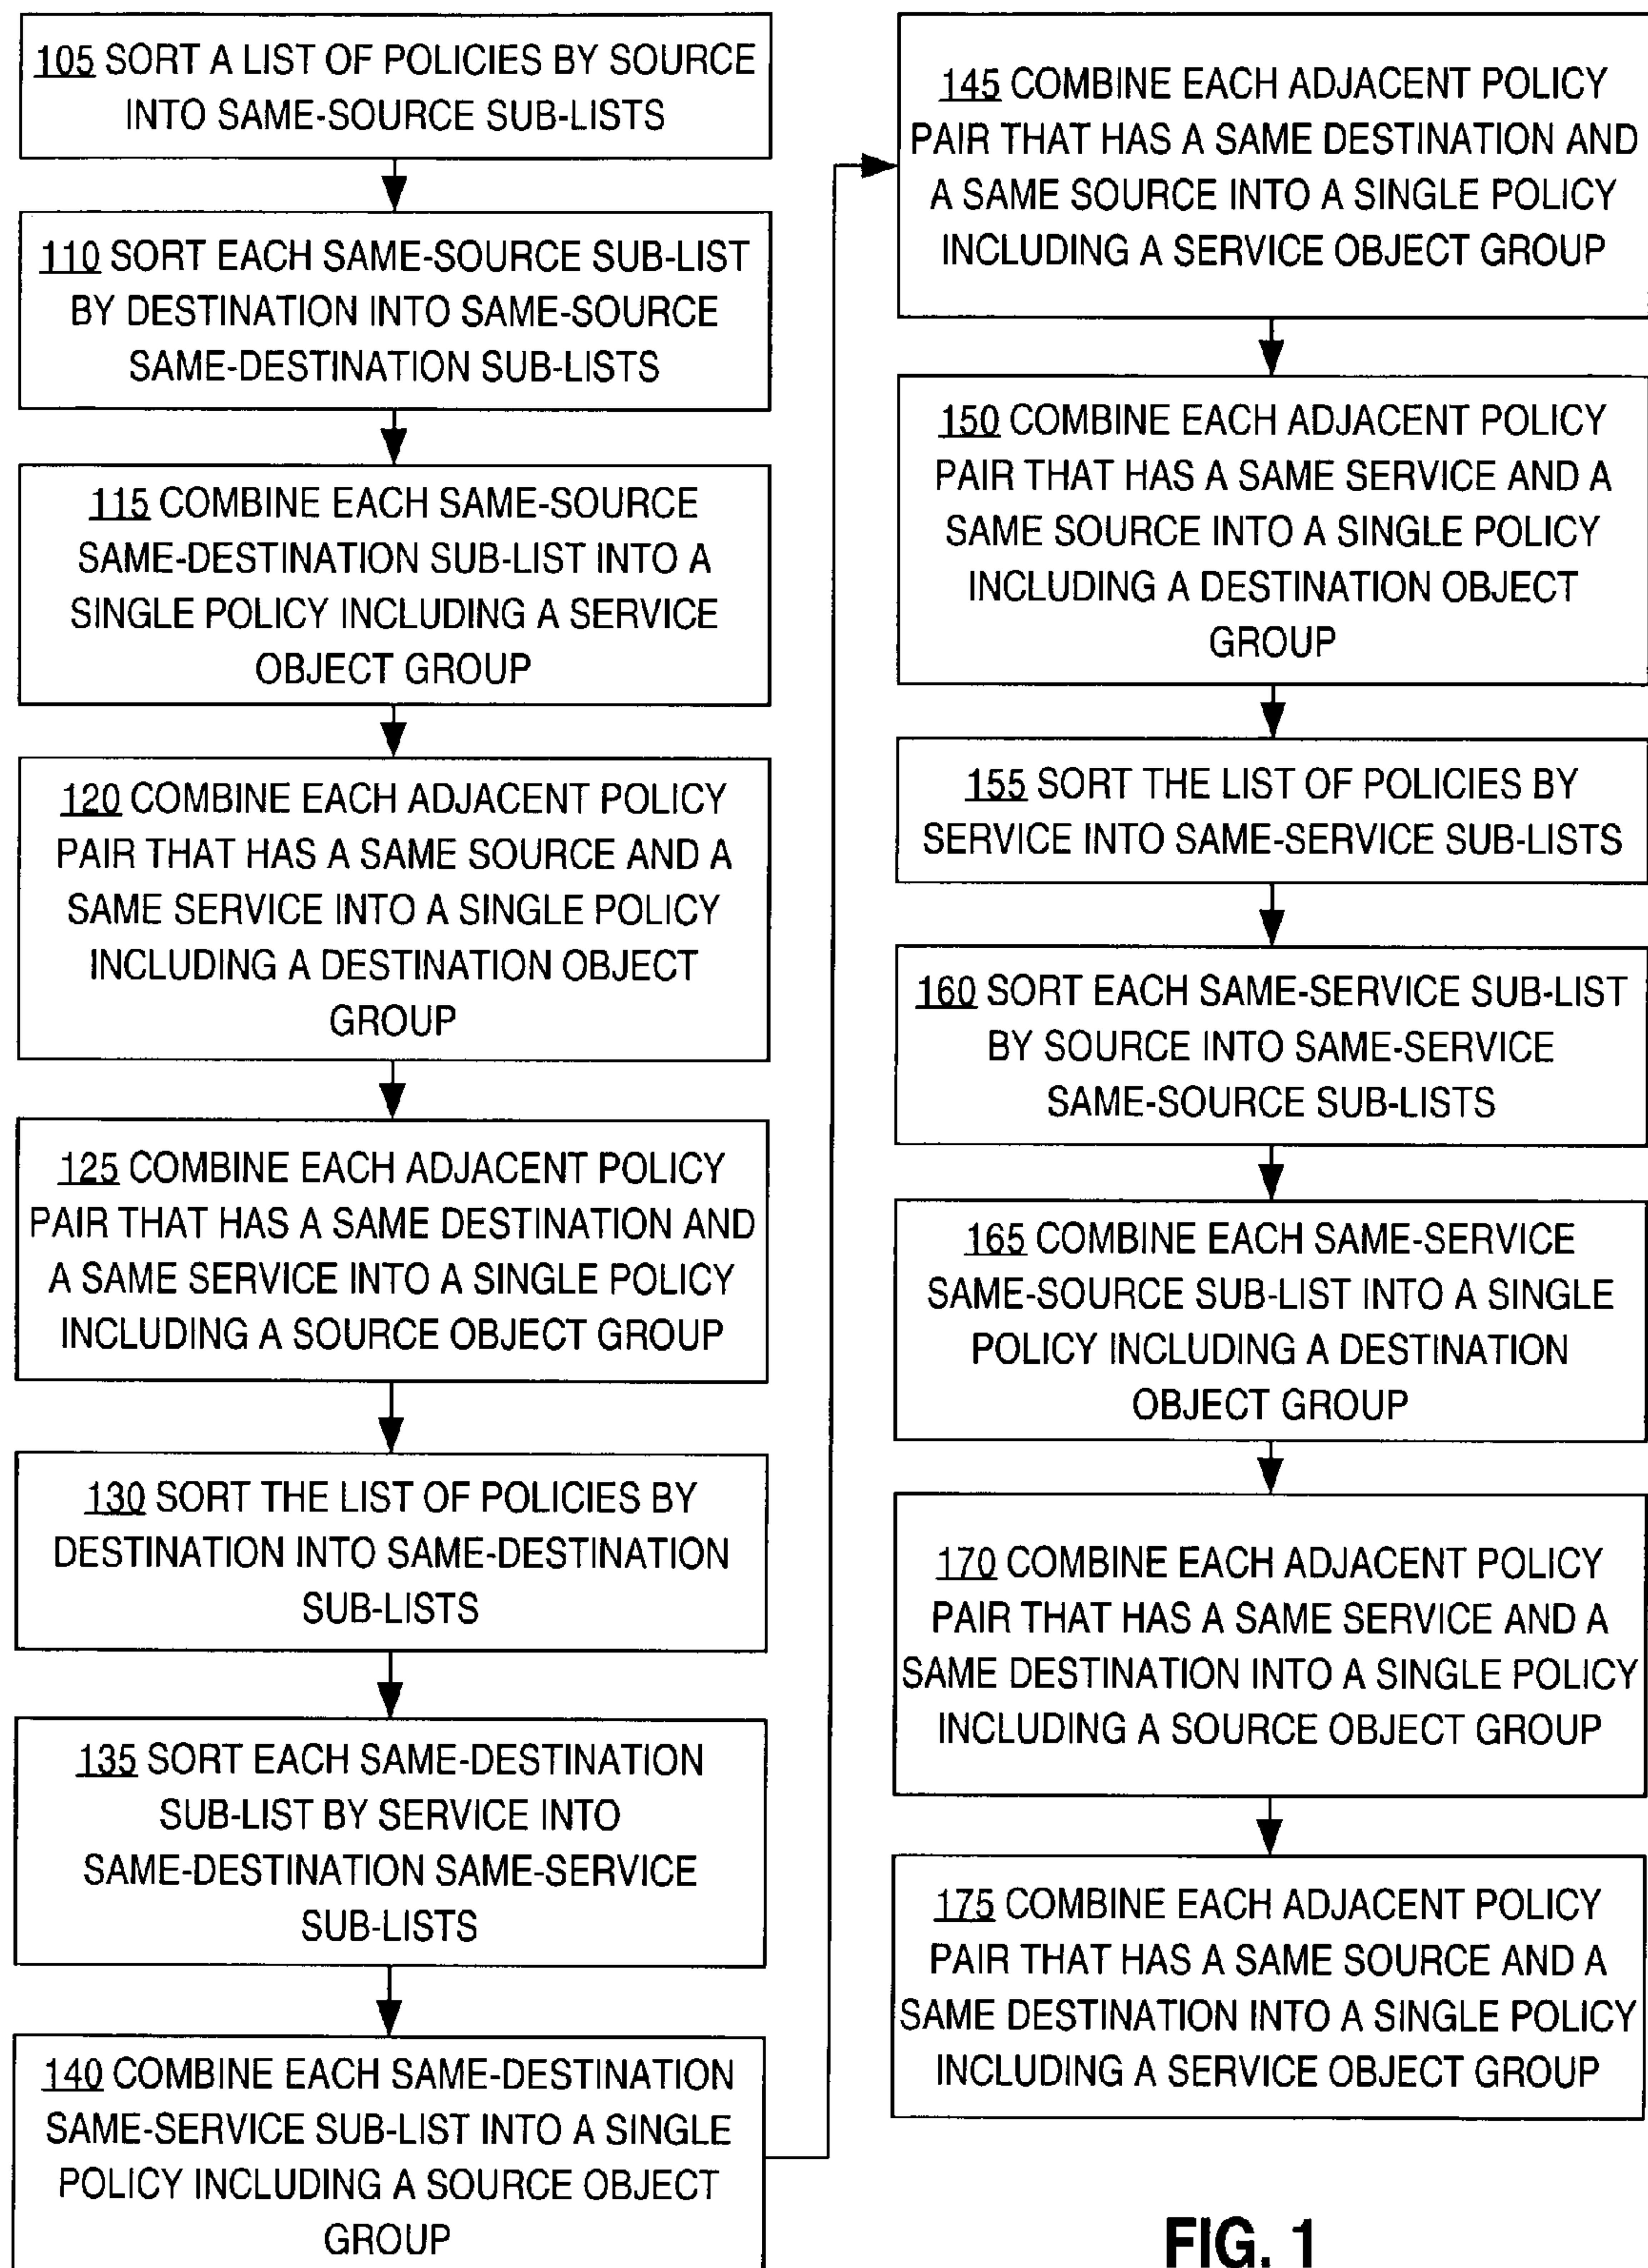 105 SORT A LIST OF POLICIES BY SOURCE
INTO SAME-SOURCE SUB-LISTS
110 SORT EACH SAME-SOURCE SUB-LIST
BY DESTINATION INTO SAME-SOURCE
SAME-DESTINATION SUB-LISTS
115 COMBINE EACH SAME-SOURCE
SAME-DESTINATION SUB-LIST INTO A
SINGLE POLICY INCLUDING A SERVICE
OBJECT GROUP
120 COMBINE EACH ADJACENT POLICY
PAIR THAT HAS A SAME SOURCE AND A
SAME SERVICE INTO A SINGLE POLICY
INCLUDING A DESTINATION OBJECT
GROUP
125 COMBINE EACH ADJACENT POLICY
PAIR THAT HAS A SAME DESTINATION AND
A SAME SERVICE INTO A SINGLE POLICY
INCLUDING A SOURCE OBJECT GROUP
130 SORT THE LIST OF POLICIES BY
DESTINATION INTO SAME-DESTINATION
SUB-LISTS
135 SORT EACH SAME-DESTINATION
SUB-LIST BY SERVICE INTO
SAME-DESTINATION SAME-SERVICE
SUB-LISTS
140 COMBINE EACH SAME-DESTINATION
SAME-SERVICE SUB-LIST INTO A SINGLE
POLICY INCLUDING A SOURCE OBJECT
GROUP
145 COMBINE EACH ADJACENT POLICY
PAIR THAT HAS A SAME DESTINATION AND
A SAME SOURCE INTO A SINGLE POLICY
INCLUDING A SERVICE OBJECT GROUP
150 COMBINE EACH ADJACENT POLICY
PAIR THAT HAS A SAME SERVICE AND A
SAME SOURCE INTO A SINGLE POLICY
INCLUDING A DESTINATION OBJECT
GROUP
155 SORT THE LIST OF POLICIES BY
SERVICE INTO SAME-SERVICE SUB-LISTS
160 SORT EACH SAME-SERVICE SUB-LIST
BY SOURCE INTO SAME-SERVICE
SAME-SOURCE SUB-LISTS
165 COMBINE EACH SAME-SERVICE
SAME-SOURCE SUB-LIST INTO A SINGLE
POLICY INCLUDING A DESTINATION
OBJECT GROUP
170 COMBINE EACH ADJACENT POLICY
PAIR THAT HAS A SAME SERVICE AND A
SAME DESTINATION INTO A SINGLE POLICY
INCLUDING A SOURCE OBJECT GROUP
175 COMBINE EACH ADJACENT POLICY
PAIR THAT HAS A SAME SOURCE AND A
SAME DESTINATION INTO A SINGLE POLICY
INCLUDING A SERVICE OBJECT GROUP
FIG. 1